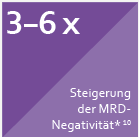 3–6 x
Steigerung
der MRD-
Negativität* ¹⁰